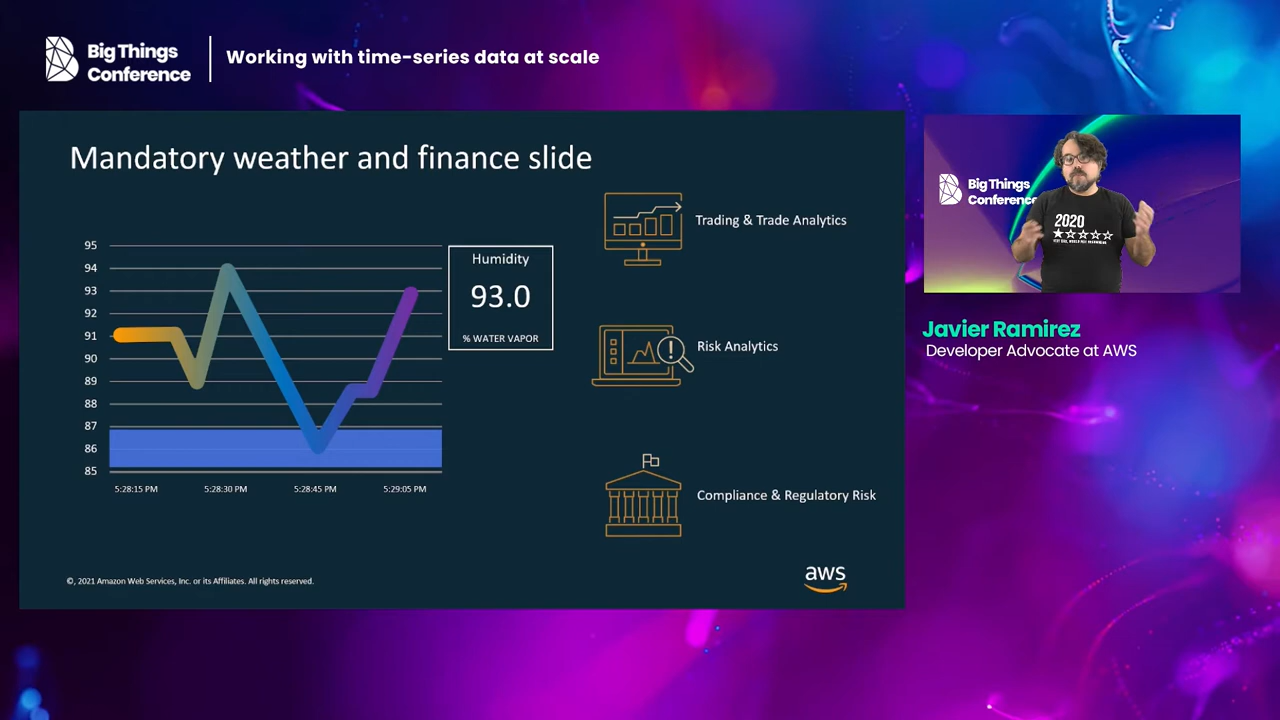 Big Things
Conference
Working with time-series data at scale
Mandatory weather and finance slide
95
94
93
92
91
90
89
88
87
86
85
5:28:15 PM
5:28:30 PM
5:28:45 PM
5:29:05 PM
Humidity
93.0
% WATER VAPOR
Trading & Trade Analytics
Risk Analytics
Compliance & Regulatory Risk
©, 2021 Amazon Web Services, Inc. or its Affiliates. All rights reserved.
aws
Big Things
Conference
2020
Javier Ramirez
Developer Advocate at AWS